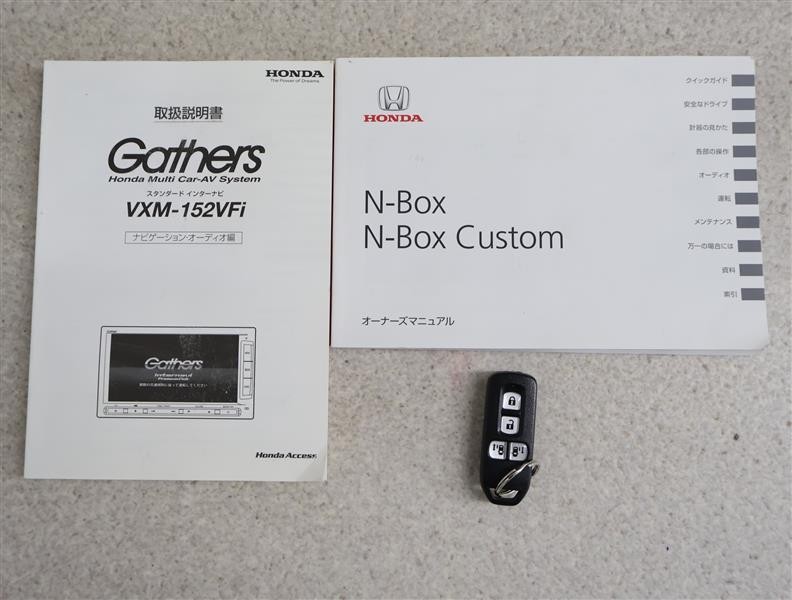 HONDA
The Power of Dreams
取扱説明書
Gathers
Honda Multi Car-AV System
スタンダード インターナビ
VXM-152VFi
ナビゲーション・オーディオ編
Gathers
Honda Access
HONDA
N-Box
N-Box Custom
オーナーズマニュアル
クイックガイド
安全なドライブ
計器の見かた
各部の操作
オーディオ
運転
メンテナンス
万一の場合には
資料
索引